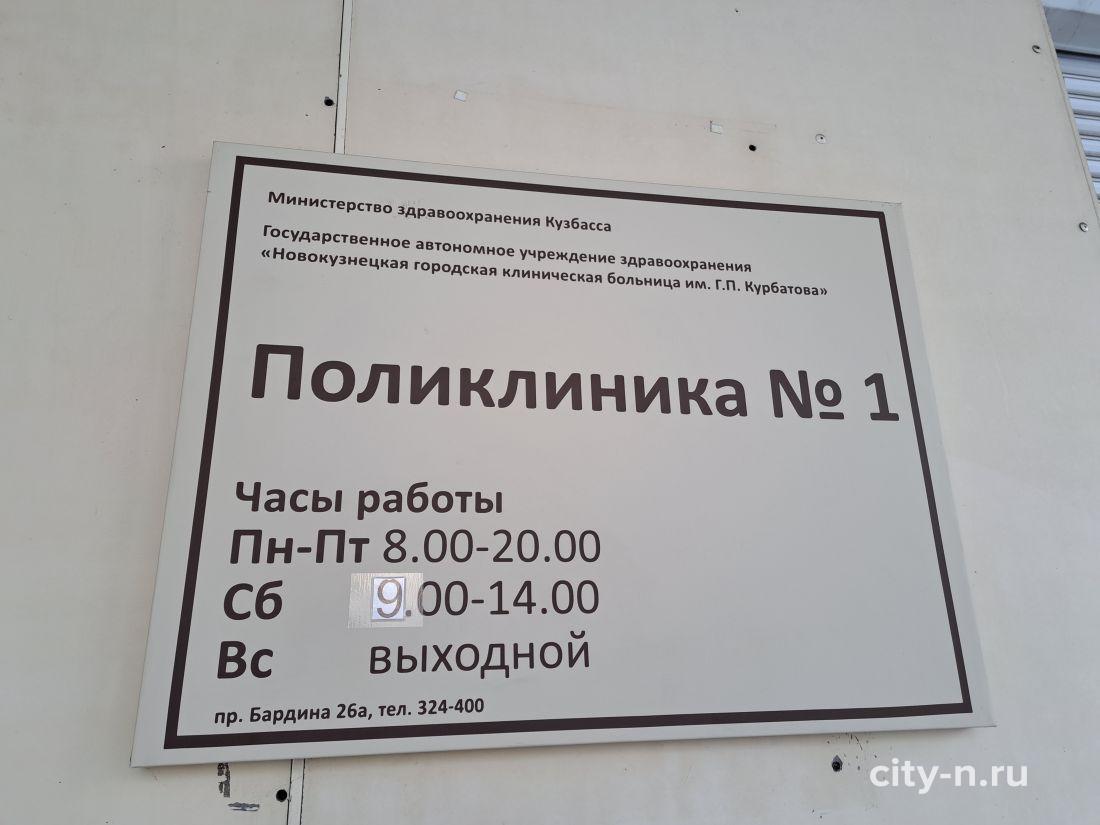 Министерство здравоохранения Кузбасса
Государственное автономное учреждение здравоохранения
«Новокузнецкая городская клиническая больница им. Г.П. Курбатова»
Поликлиника № 1
Часы работы
Пн-Пт 8.00-20.00
Сб 9.00-14.00
Вс выходной
пр. Бардина 26а, тел. 324-400
city-n.ru